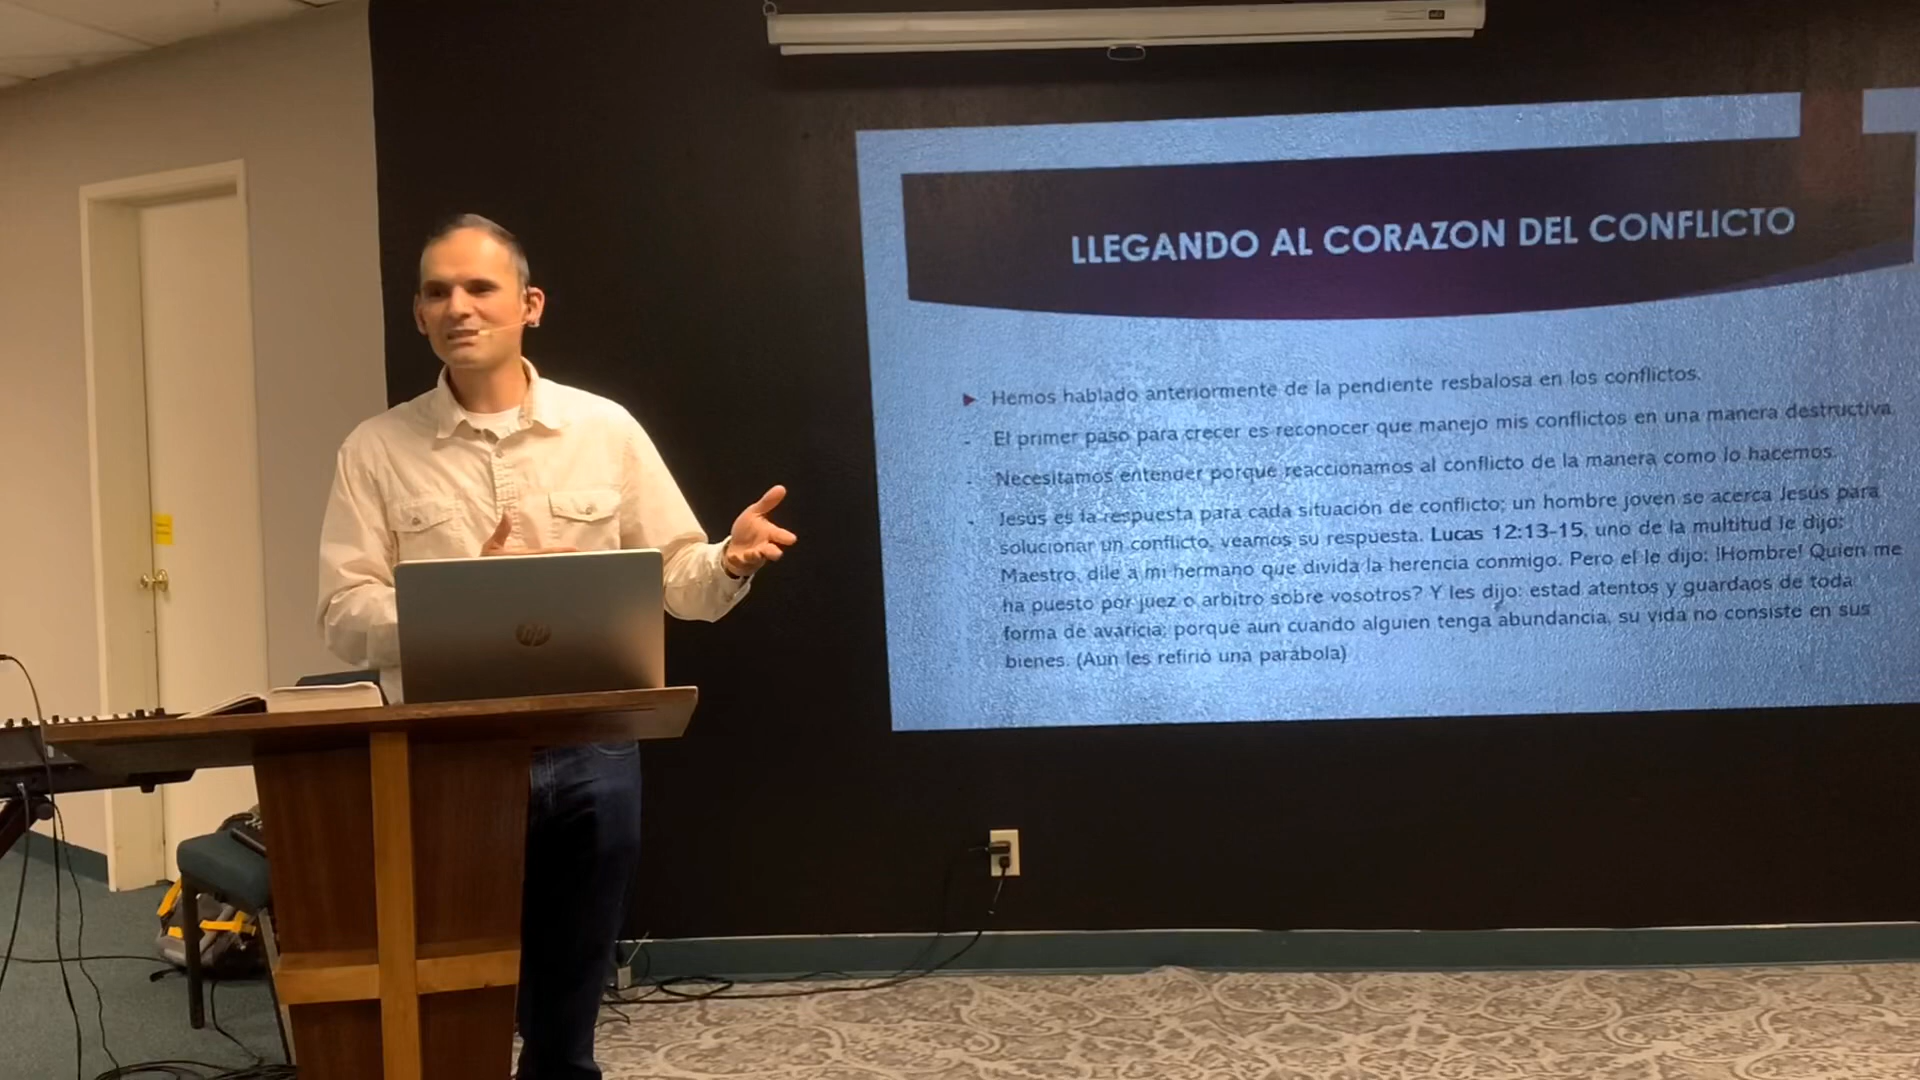 LLEGANDO AL CORAZON DEL CONFLICTO
Hemos hablado anteriormente de la pendiente resbalosa en los conflictos.
- El primer paso para crecer es reconocer que manejo mis conflictos en una manera destructiva.
- Necesitamos entender porque reaccionamos al conflicto de la manera como lo hacemos.
- Jesús es la respuesta para cada situación de conflicto; un hombre joven se acerca Jesús para
solucionar un conflicto, veamos su respuesta. Lucas 12:13-15, uno de la multitud le dijo:
Maestro, dile a mi hermano que divida la herencia conmigo. Pero el le dijo: !Hombre! Quien me
ha puesto por juez o arbitro sobre vosotros? Y les dijo: estad atentos y guardaos de toda
forma de avaricia; porque aun cuando alguien tenga abundancia, su vida no consiste en sus
bienes. (Aun les refirió una parábola)
hp